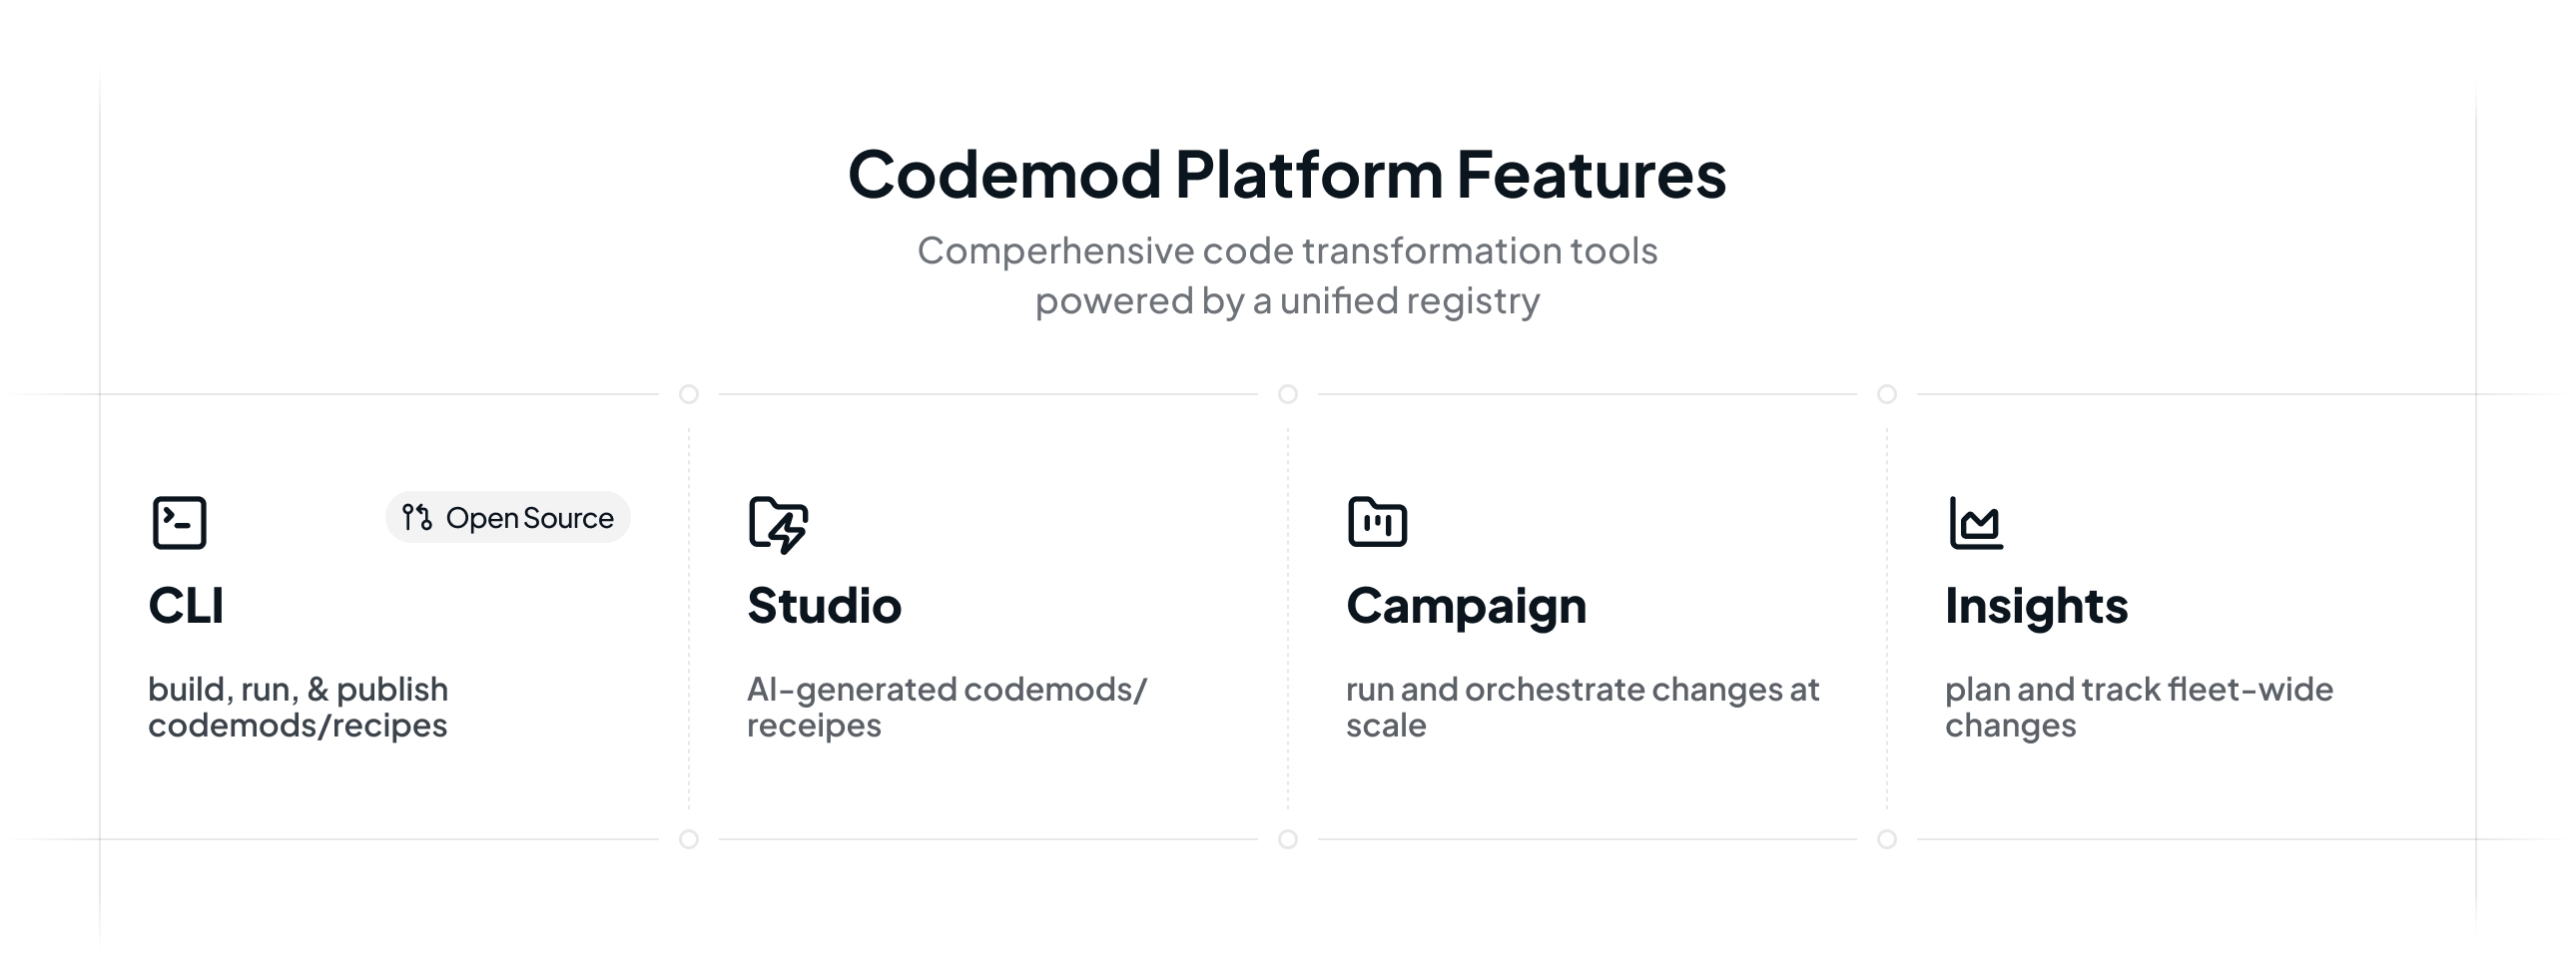 Codemod Platform Features
Comperhensive code transformation tools
powered by a unified registry
Open Source
CLI
build, run, & publish
codemods/recipes
Studio
AI-generated codemods/
receipes
Campaign
run and orchestrate changes at
scale
Insights
plan and track fleet-wide
changes